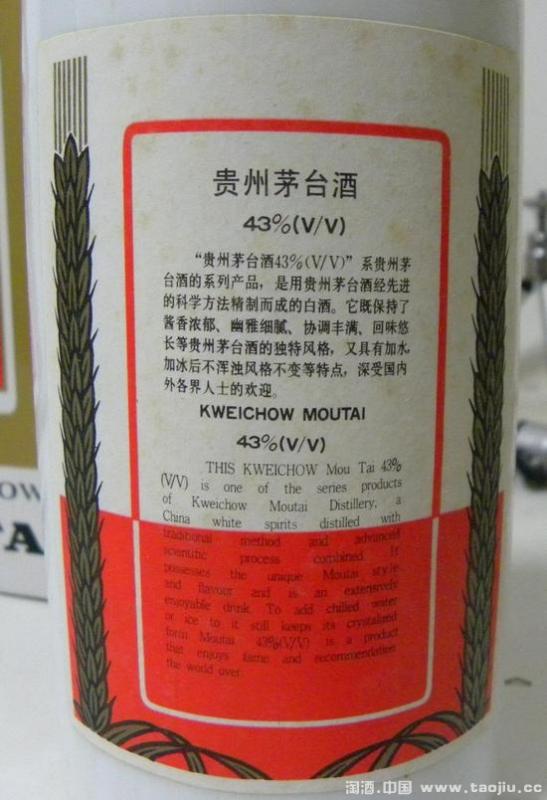 贵州茅台酒
43%(V/V)
“贵州茅台酒43%(V/V)”系贵州茅
台酒的系列产品，是用贵州茅台酒经先进
的科学方法精制而成的白酒。它既保持了
酱香浓郁、幽雅细腻、协调丰满、回味悠
长等贵州茅台酒的独特风格，又具有加水
加冰后不浑浊风格不变等特点，深受国内
外各界人士的欢迎。
KWEICHOW MOUTAI
43%(V/V)
THIS KWEICHOW Mou Tai 43%
(V/V) is one of the series products
of Kweichow Moutai Distillery, a
China white spirits distilled with
traditional method and advanced
scientific process combined. It
possesses the unique Moutai style
and flavour and is an extensively
enjoyable drink. To add chilled water
or ice to it still keeps its crystalized
form Moutai 43%(V/V) is a product
that enjoys fame and recommendation
the world over.
OW
TA
淘酒.中国 www.taojiu.cc